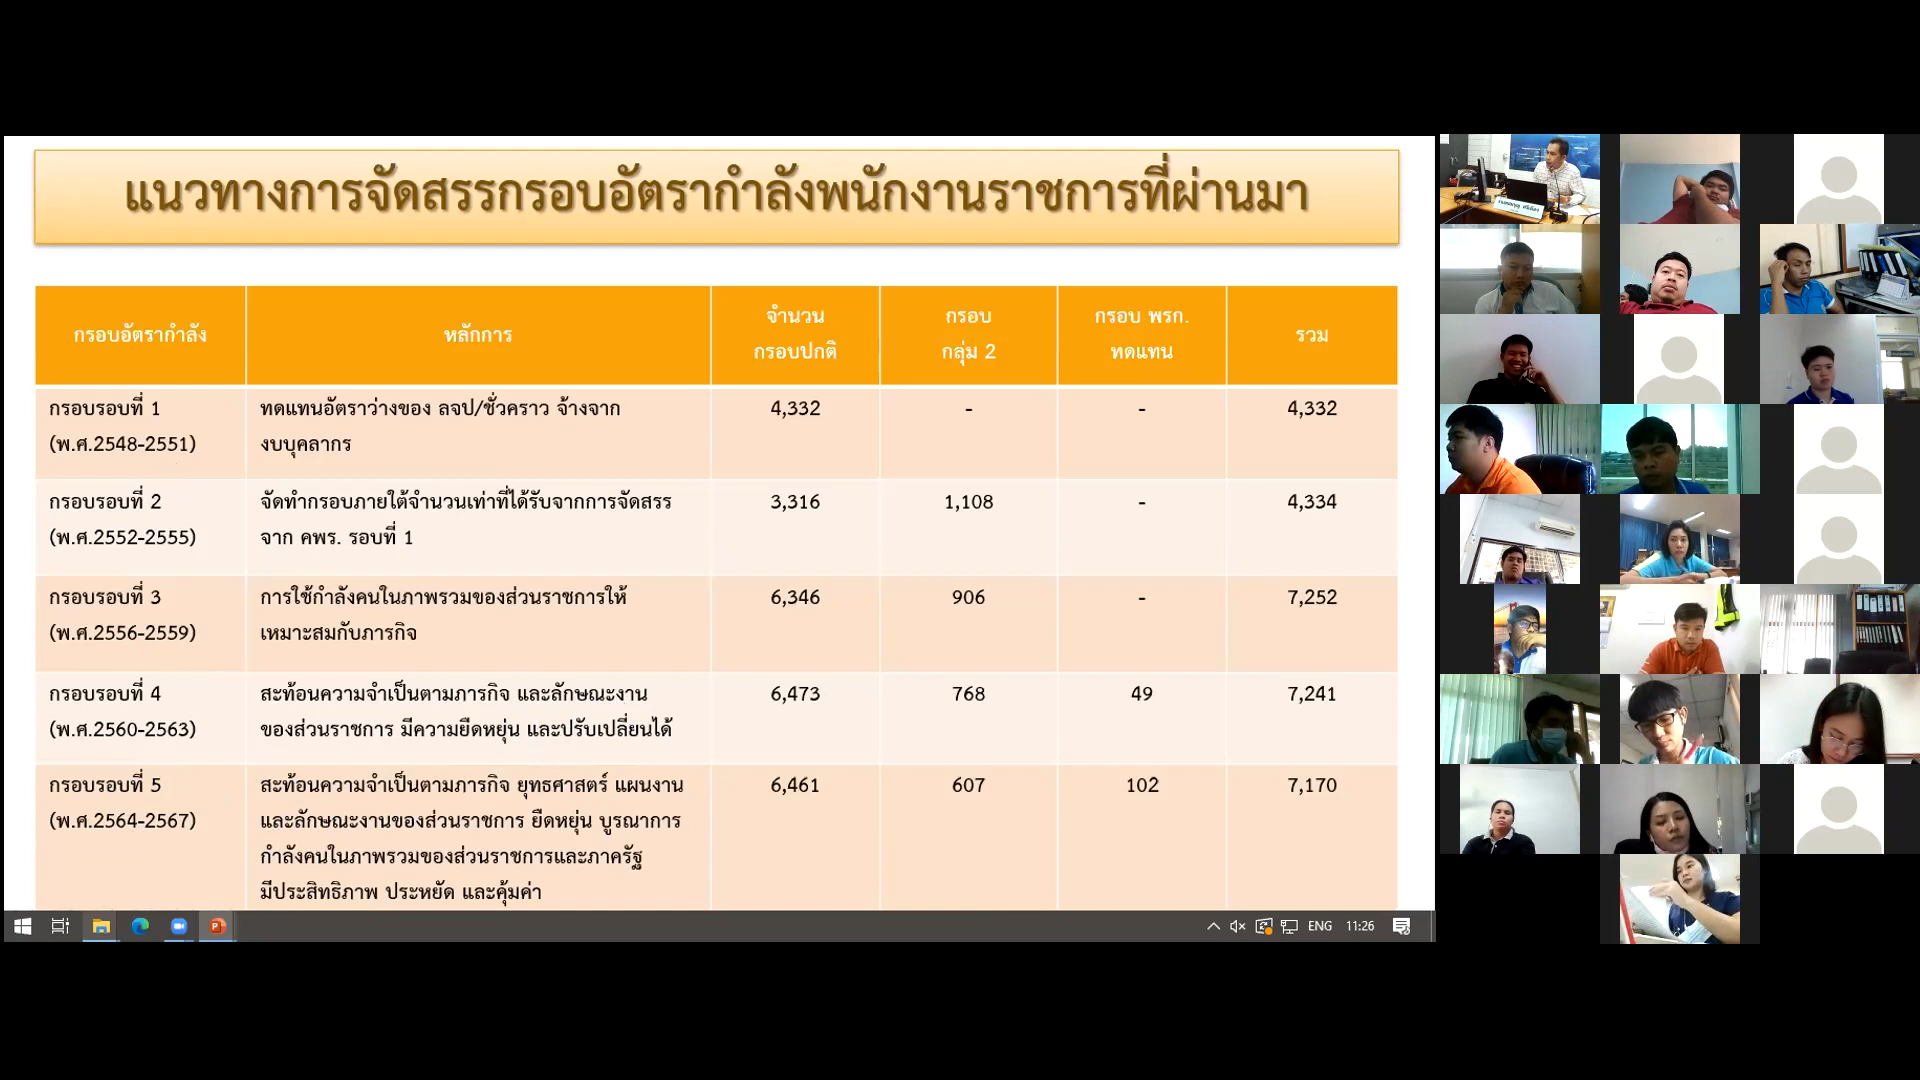 แนวทางการจัดสรรกรอบอัตรากำลังพนักงานราชการที่ผ่านมา
กรอบอัตรากำลัง
หลักการ
จำนวน
กรอบปกติ
กรอบ
กลุ่ม 2
กรอบ พรก.
ทดแทน
รวม
กรอบรอบที่ 1
(พ.ศ.2548-2551)
ทดแทนอัตราว่างของ ลจป/ชั่วคราว จ้างจาก
งบบุคลากร
4,332
-
-
4,332
กรอบรอบที่ 2
(พ.ศ.2552-2555)
จัดทำกรอบภายใต้จำนวนเท่าที่ได้รับจากการจัดสรร
จาก คพร. รอบที่ 1
3,316
1,108
-
4,334
กรอบรอบที่ 3
(พ.ศ.2556-2559)
การใช้กำลังคนในภาพรวมของส่วนราชการให้
เหมาะสมกับภารกิจ
6,346
906
-
7,252
กรอบรอบที่ 4
(พ.ศ.2560-2563)
สะท้อนความจำเป็นตามภารกิจ และลักษณะงาน
ของส่วนราชการ มีความยืดหยุ่น และปรับเปลี่ยนได้
6,473
768
49
7,241
กรอบรอบที่ 5
(พ.ศ.2564-2567)
สะท้อนความจำเป็นตามภารกิจ ยุทธศาสตร์ แผนงาน
และลักษณะงานของส่วนราชการ ยืดหยุ่น บูรณาการ
กำลังคนในภาพรวมของส่วนราชการและภาครัฐ
มีประสิทธิภาพ ประหยัด และคุ้มค่า
6,461
607
102
7,170
ENG
11:26